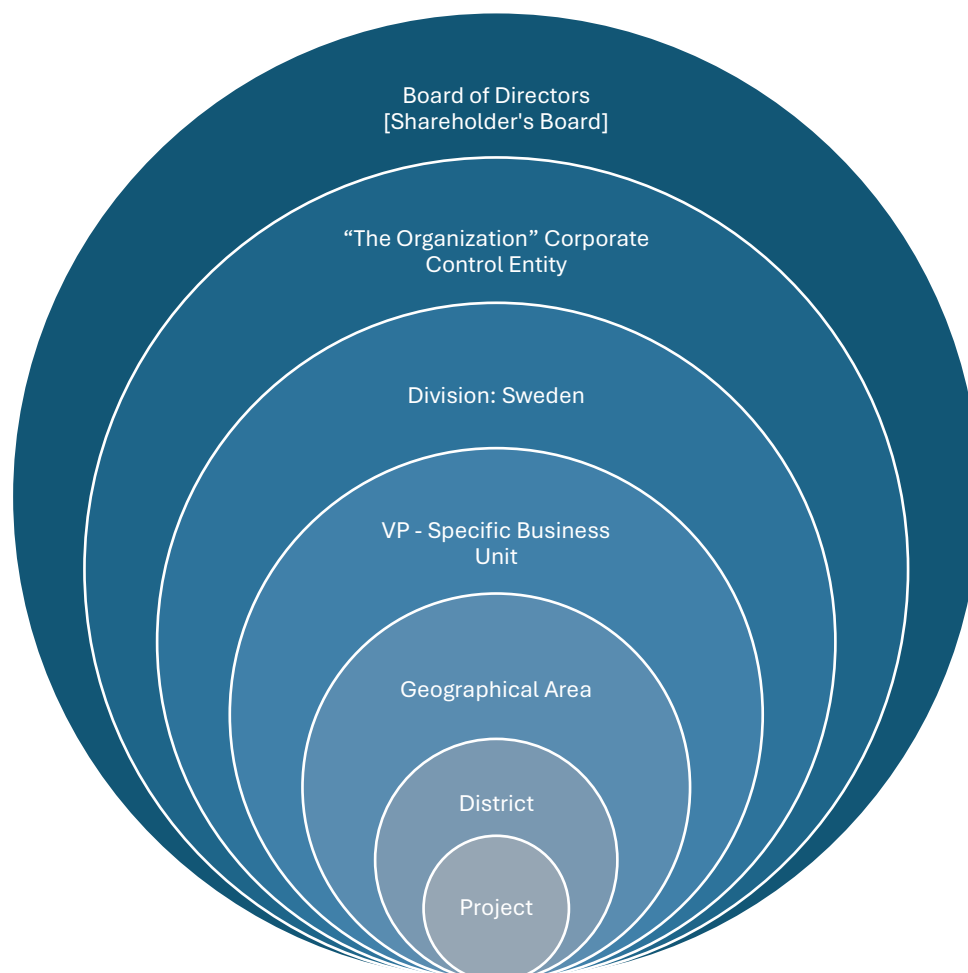 Board of Directors
[Shareholder's Board]
“The Organization” Corporate
Control Entity
Division: Sweden
VP - Specific Business
Unit
Geographical Area
District
Project